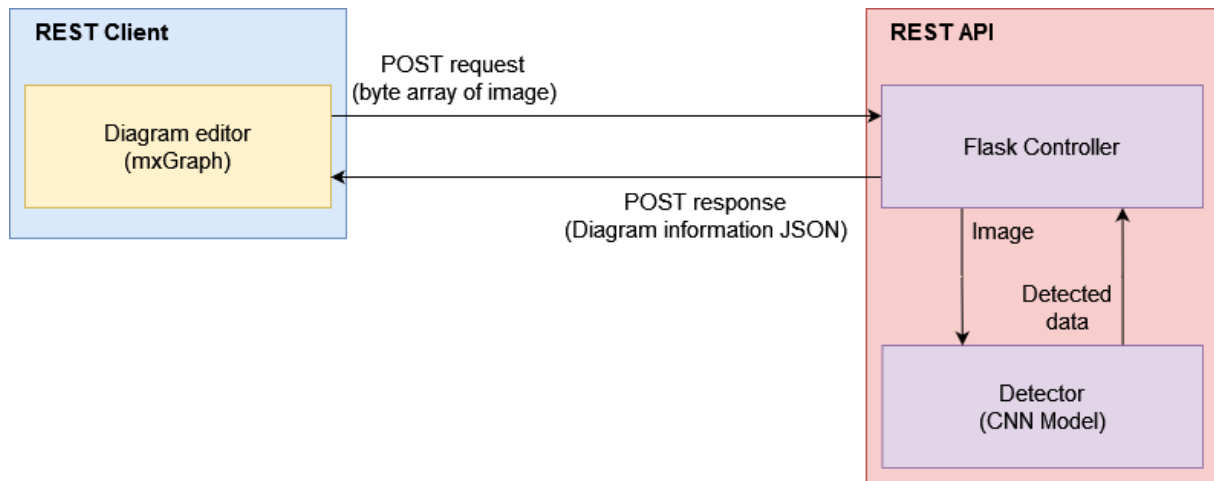 REST Client
REST API
POST request
(byte array of image)
Diagram editor
(mxGraph)
Flask Controller
POST response
(Diagram information JSON)
Image
Detected
data
Detector
(CNN Model)